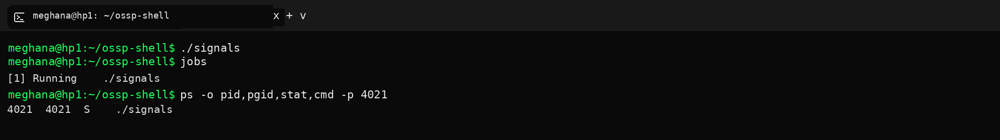 meghana@hp1: ~/ossp-shell x + v
meghana@hp1:~/ossp-shell$ ./signals
meghana@hp1:~/ossp-shell$ jobs
[1] Running    ./signals
meghana@hp1:~/ossp-shell$ ps -o pid,pgid,stat,cmd -p 4021
4021  4021  S    ./signals